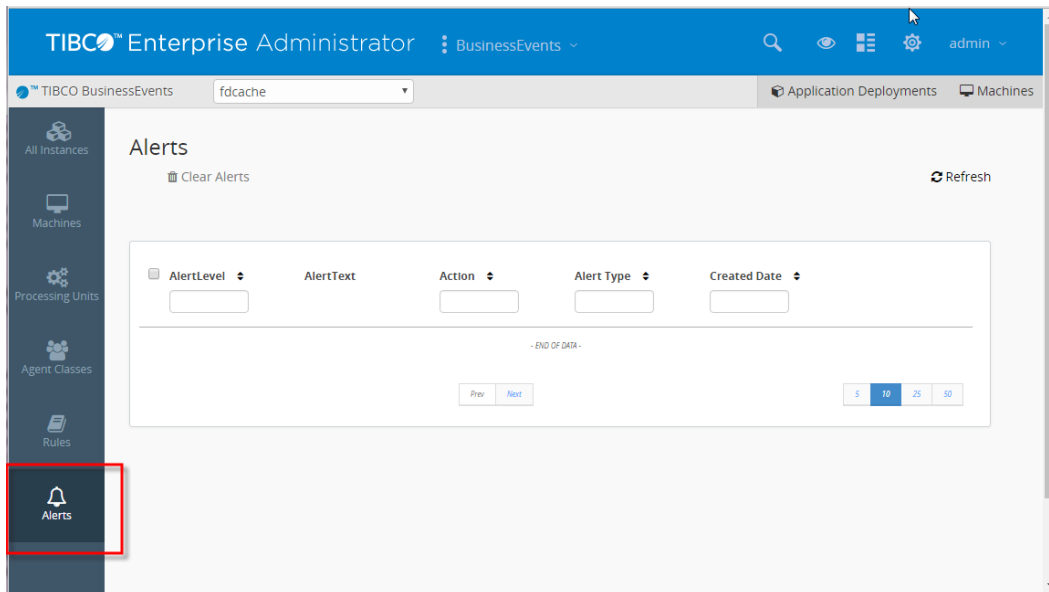 TIBCO™ Enterprise Administrator BusinessEvents admin
™ TIBCO BusinessEvents fdcache Application Deployments Machines
All Instances
Machines
Processing Units
Agent Classes
Rules
Alerts
Alerts
Clear Alerts Refresh
AlertLevel AlertText Action Alert Type Created Date
- END OF DATA -
Prev Next 5 10 25 50